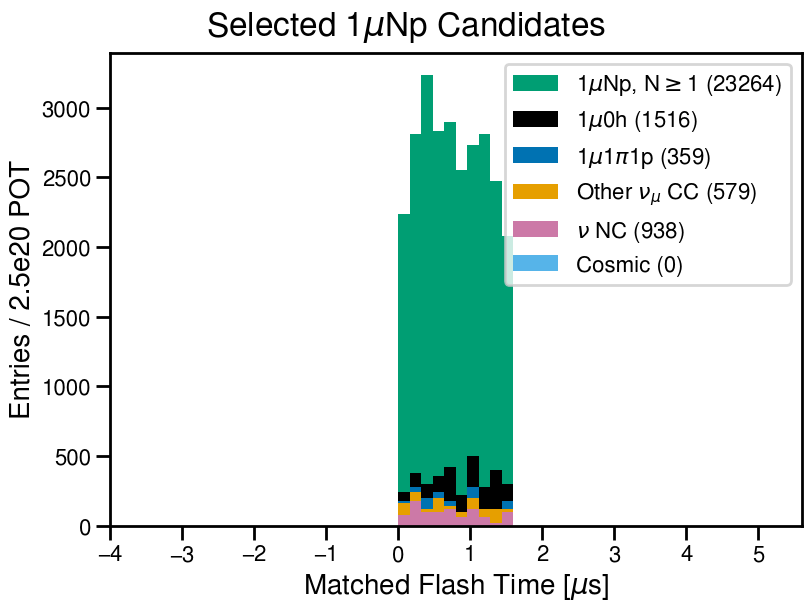 Selected 1μNp Candidates
Entries / 2.5e20 POT
3000
2500
2000
1500
1000
500
0
1μNp, N ≥ 1 (23264)
1μ0h (1516)
1μ1π1p (359)
Other νμ CC (579)
ν NC (938)
Cosmic (0)
−4 −3 −2 −1 0 1 2 3 4 5
Matched Flash Time [μs]